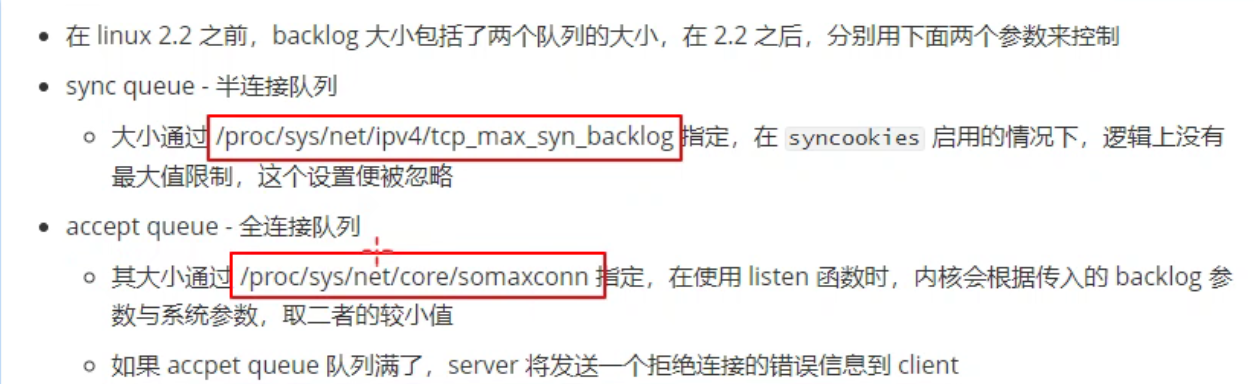 在 linux 2.2 之前，backlog 大小包括了两个队列的大小，在 2.2 之后，分别用下面两个参数来控制
sync queue - 半连接队列
大小通过 /proc/sys/net/ipv4/tcp_max_syn_backlog 指定，在 syncookies 启用的情况下，逻辑上没有
最大值限制，这个设置便被忽略
accept queue - 全连接队列
其大小通过 /proc/sys/net/core/somaxconn 指定，在使用 listen 函数时，内核会根据传入的 backlog 参
数与系统参数，取二者的较小值
如果 accpet queue 队列满了，server 将发送一个拒绝连接的错误信息到 client